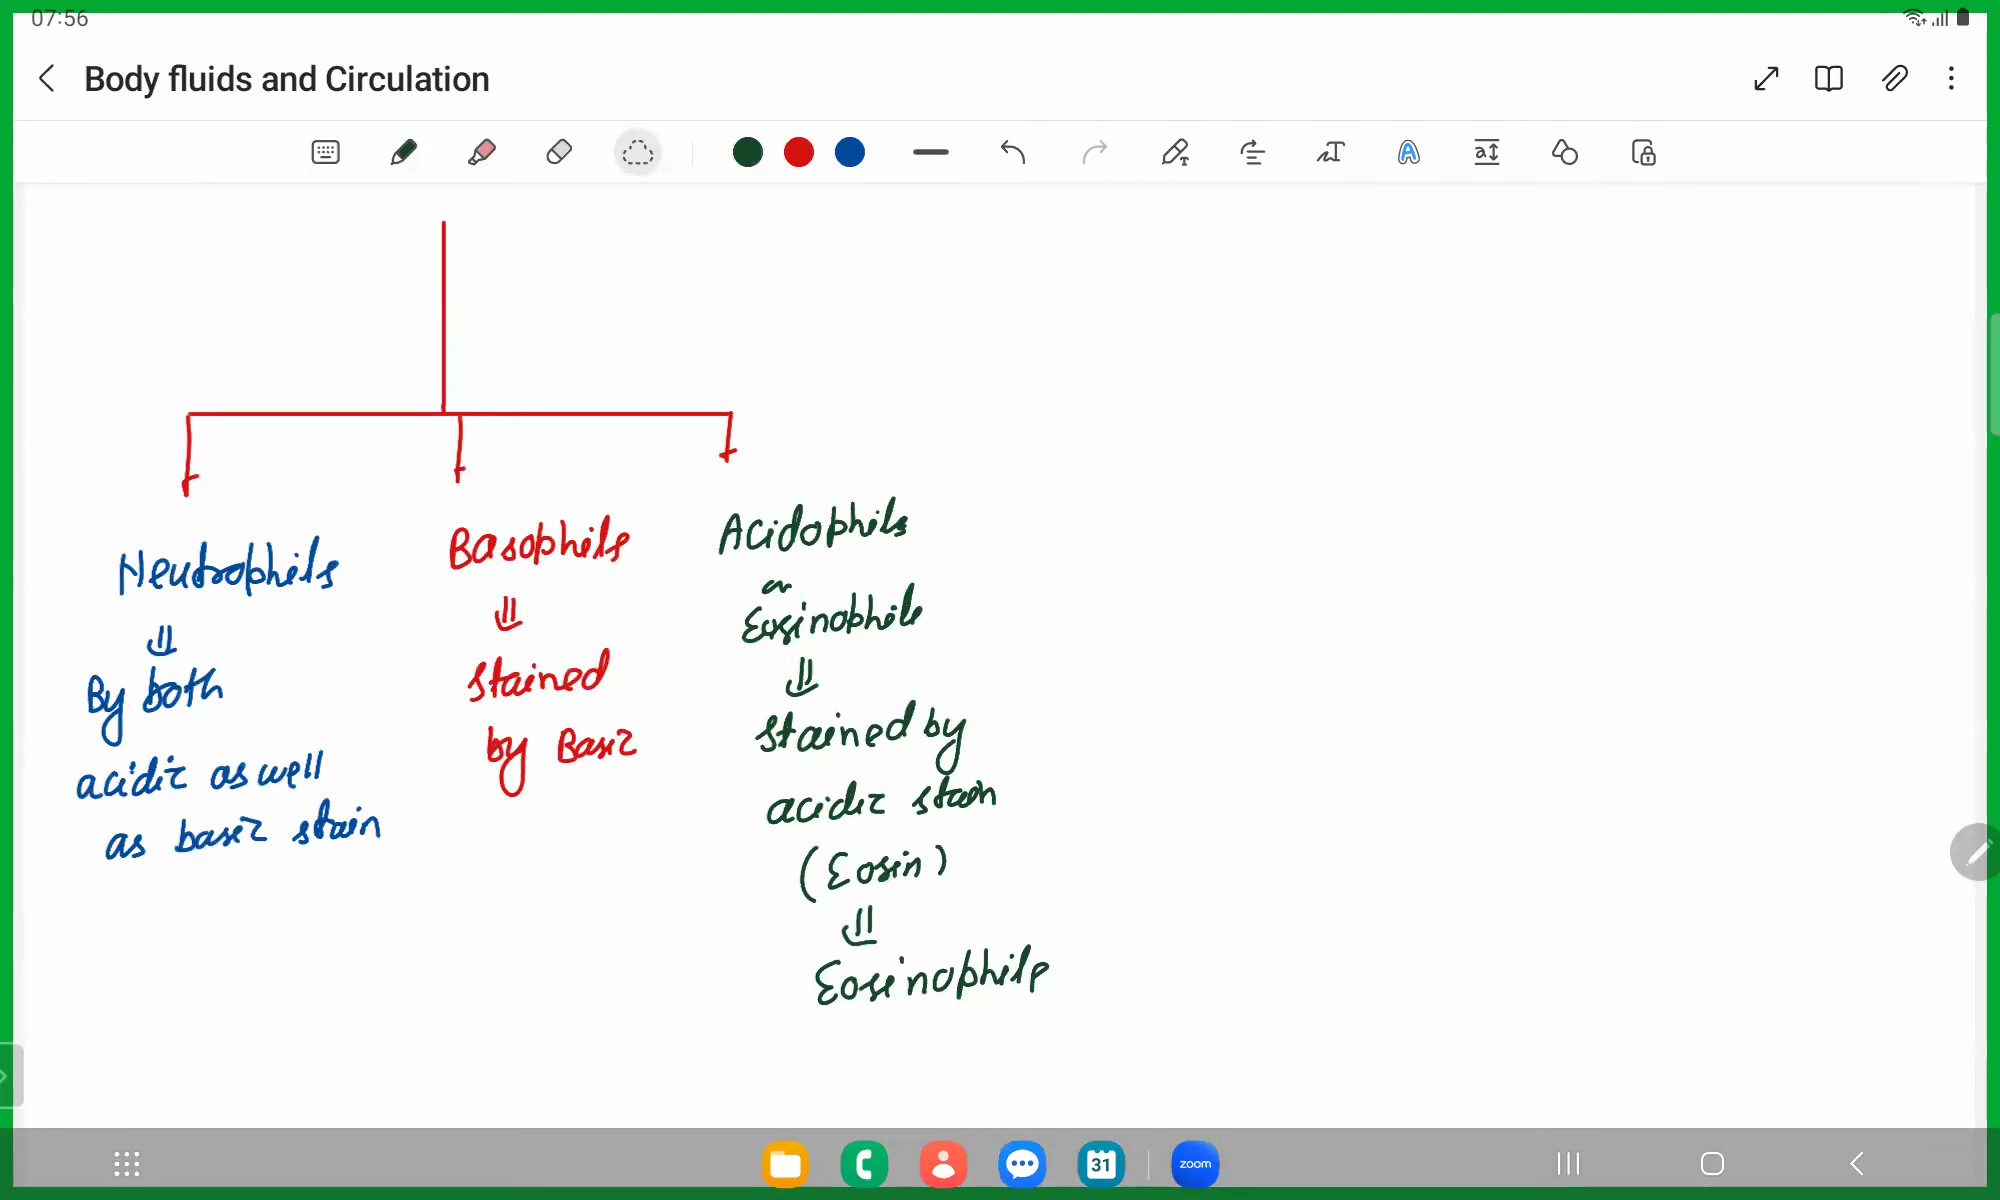 07:56
Body fluids and Circulation
Neutrophils
By both
acidic as well
as basic stain
Basophils
Stained
by Basic
Acidophils
or
Eosinophils
Stained by
acidic stain
(Eosin)
Eosinophils
31
zoom